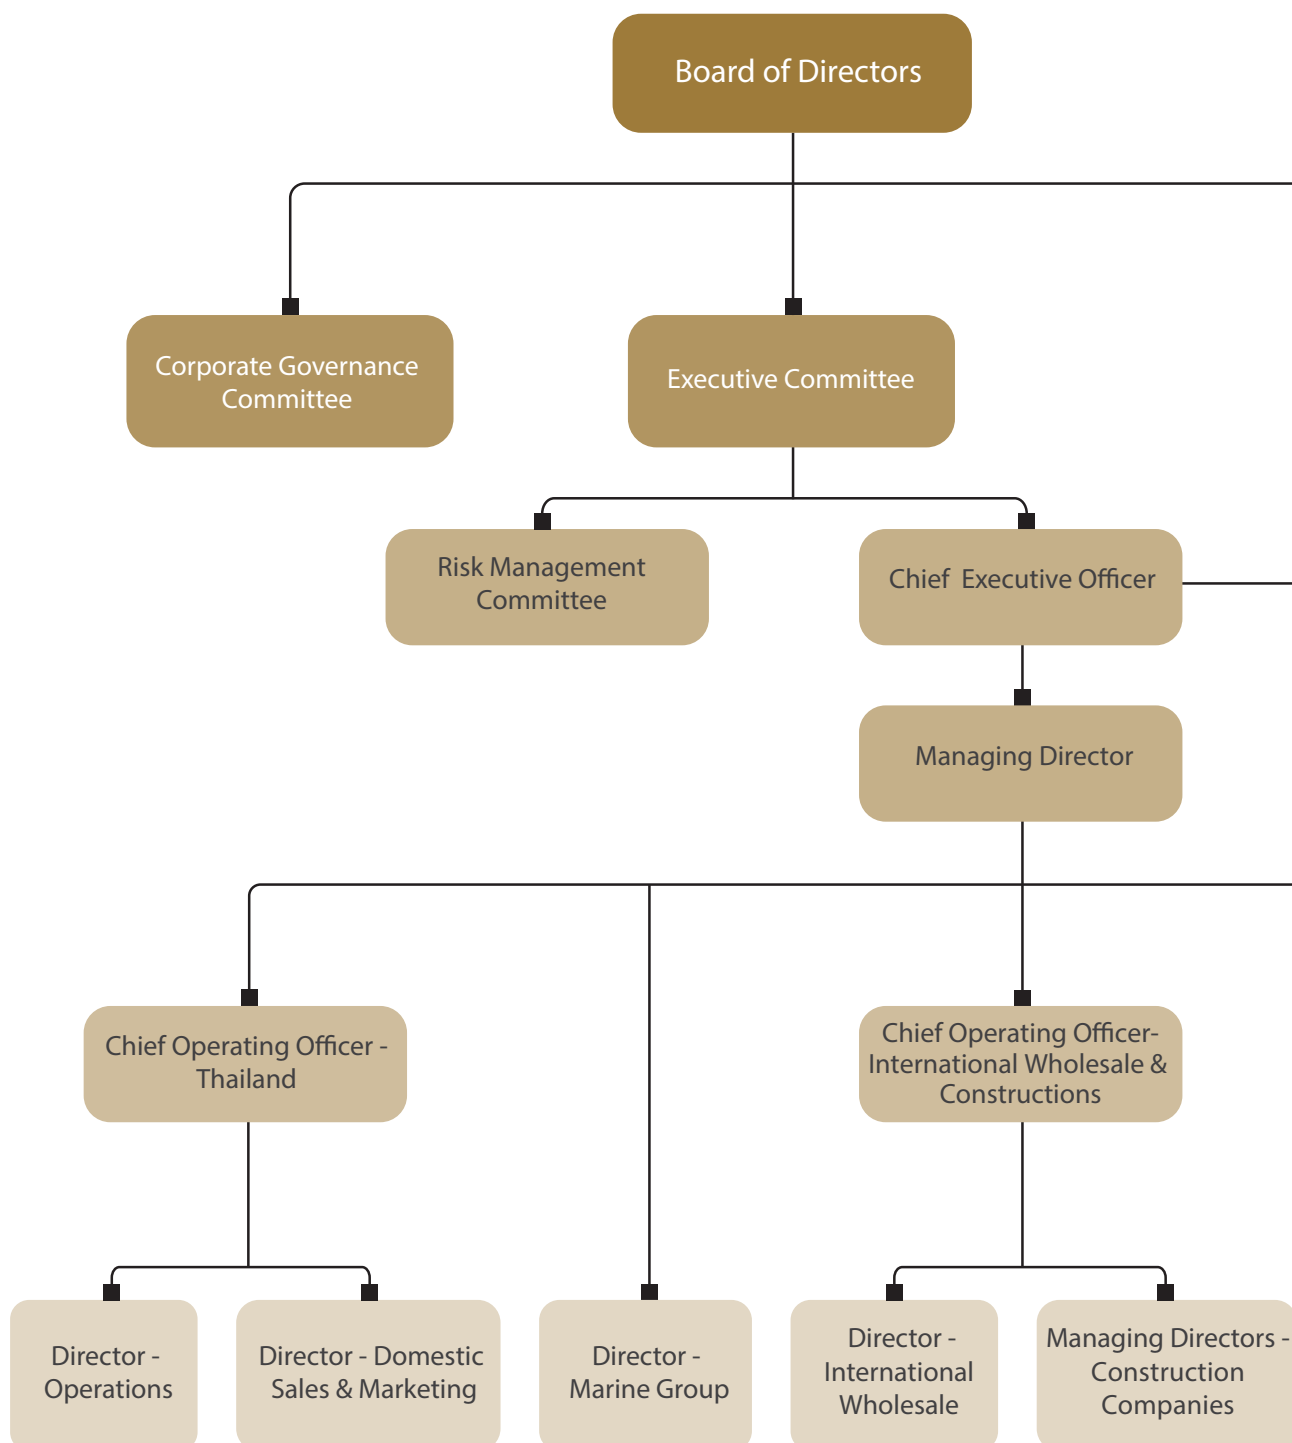 Board of Directors
Corporate Governance
Committee
Executive Committee
Risk Management
Committee
Chief Executive Officer
Managing Director
Chief Operating Officer -
Thailand
Chief Operating Officer-
International Wholesale &
Constructions
Director -
Operations
Director - Domestic
Sales & Marketing
Director -
Marine Group
Director -
International
Wholesale
Managing Directors -
Construction
Companies